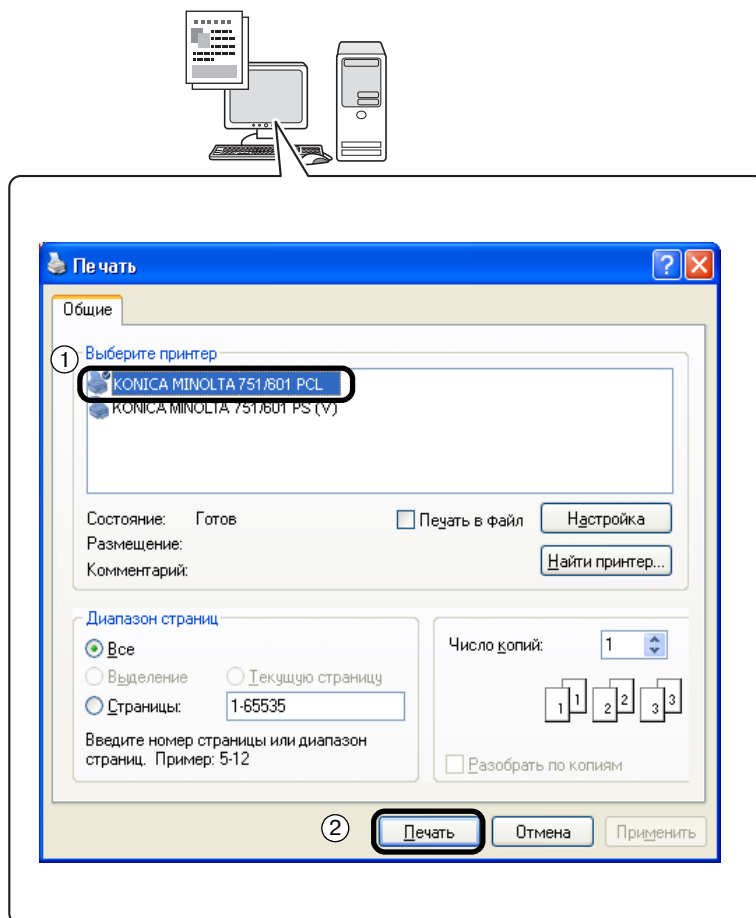 Печать
?
Общие
1 Выберите принтер
KONICA MINOLTA 751/601 PCL
KONICA MINOLTA 751/601 PS (V)
Состояние: Готов
Печать в файл
Настройка
Размещение:
Комментарий:
Найти принтер...
Диапазон страниц
Все
Выделение Текущую страницу
Страницы: 1-65535
Введите номер страницы или диапазон
страниц. Пример: 5-12
Число копий: 1
1 1 2 2 3 3
Разобрать по копиям
2 Печать Отмена Применить